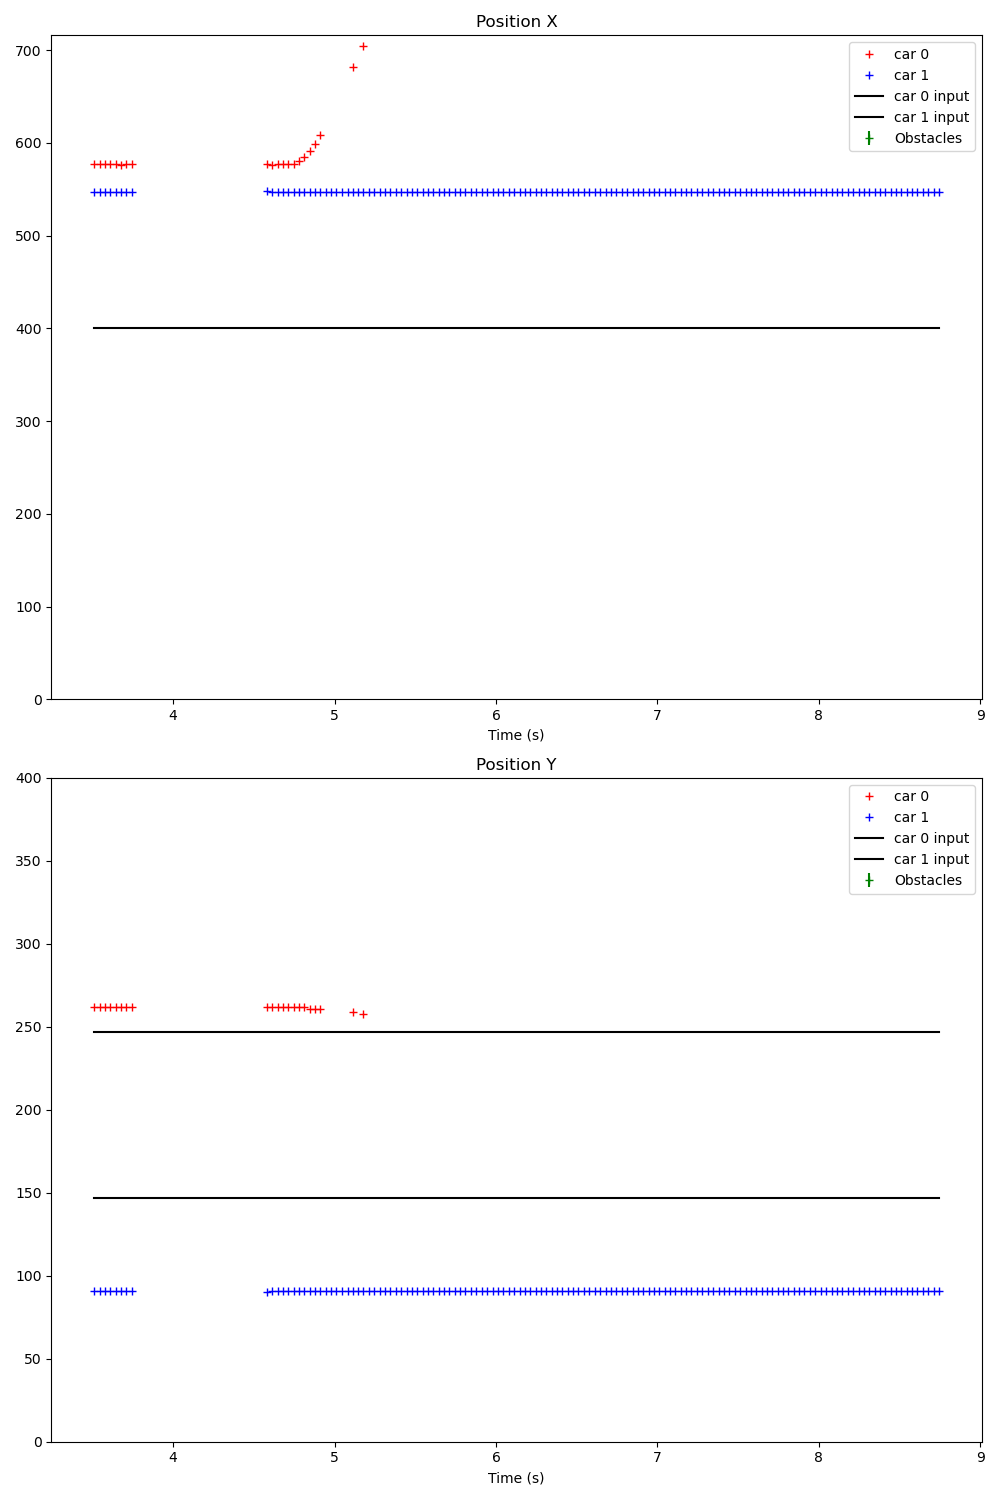 Position X
700
600
500
400
300
200
100
0
car 0
car 1
car 0 input
car 1 input
Obstacles
4 5 6 7 8 9
Time (s)
Position Y
400
350
300
250
200
150
100
50
0
car 0
car 1
car 0 input
car 1 input
Obstacles
4 5 6 7 8 9
Time (s)